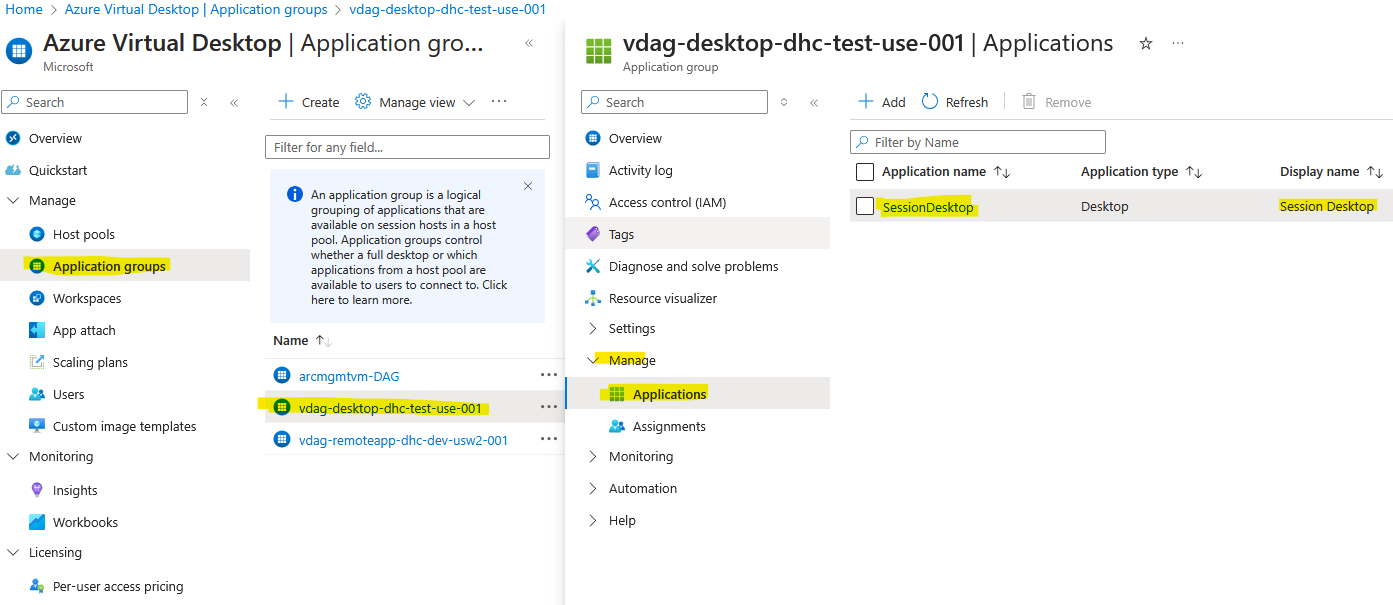 Home > Azure Virtual Desktop | Application groups > vdag-desktop-dhc-test-use-001
Azure Virtual Desktop | Application gro...
Microsoft
Search
Overview
Quickstart
Manage
Host pools
Application groups
Workspaces
App attach
Scaling plans
Users
Custom image templates
Monitoring
Insights
Workbooks
Licensing
Per-user access pricing
Create
Manage view
Filter for any field...
An application group is a logical
grouping of applications that are
available on session hosts in a host
pool. Application groups control
whether a full desktop or which
applications from a host pool are
available to users to connect to. Click
here to learn more.
Name
arcmgmtvm-DAG
vdag-desktop-dhc-test-use-001
vdag-remoteapp-dhc-dev-usw2-001
vdag-desktop-dhc-test-use-001 | Applications
Application group
Search
Overview
Activity log
Access control (IAM)
Tags
Diagnose and solve problems
Resource visualizer
Settings
Manage
Applications
Assignments
Monitoring
Automation
Help
Add Refresh Remove
Filter by Name
Application name Application type Display name
SessionDesktop Desktop Session Desktop